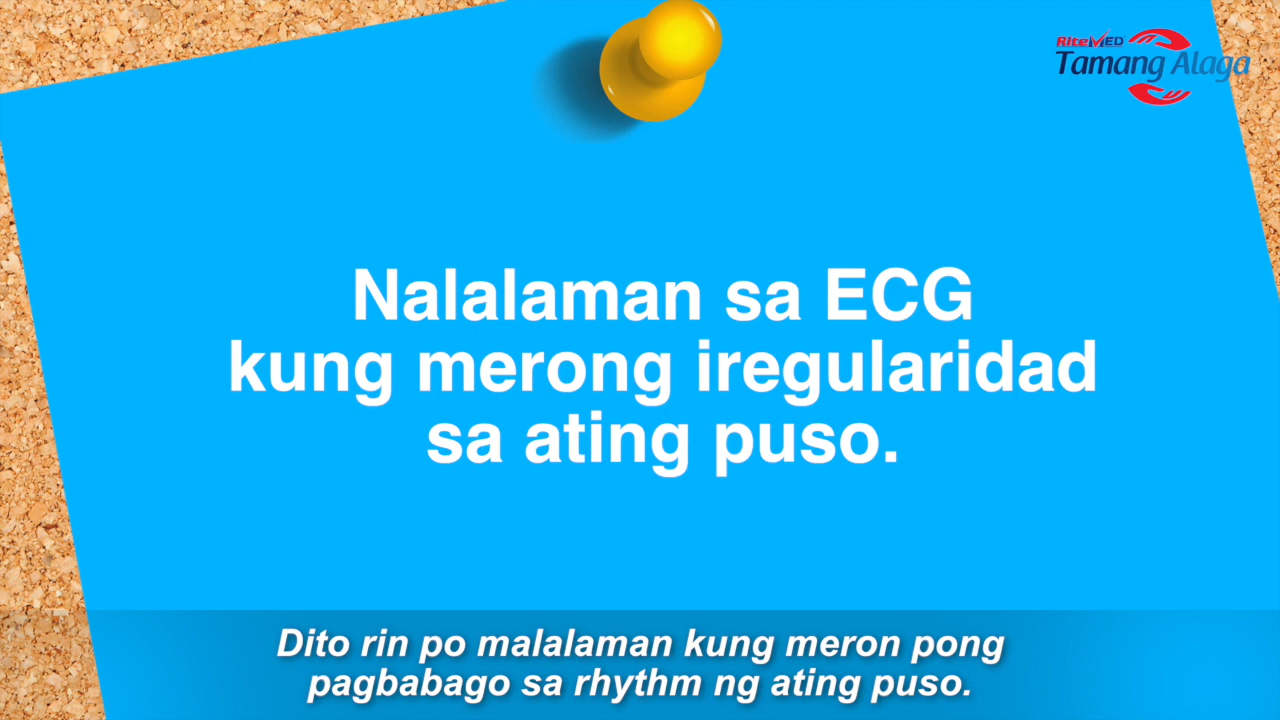 RiteMED
Tamang Alaga
Nalalaman sa ECG
kung merong iregularidad
sa ating puso.
Dito rin po malalaman kung meron pong
pagbabago sa rhythm ng ating puso.